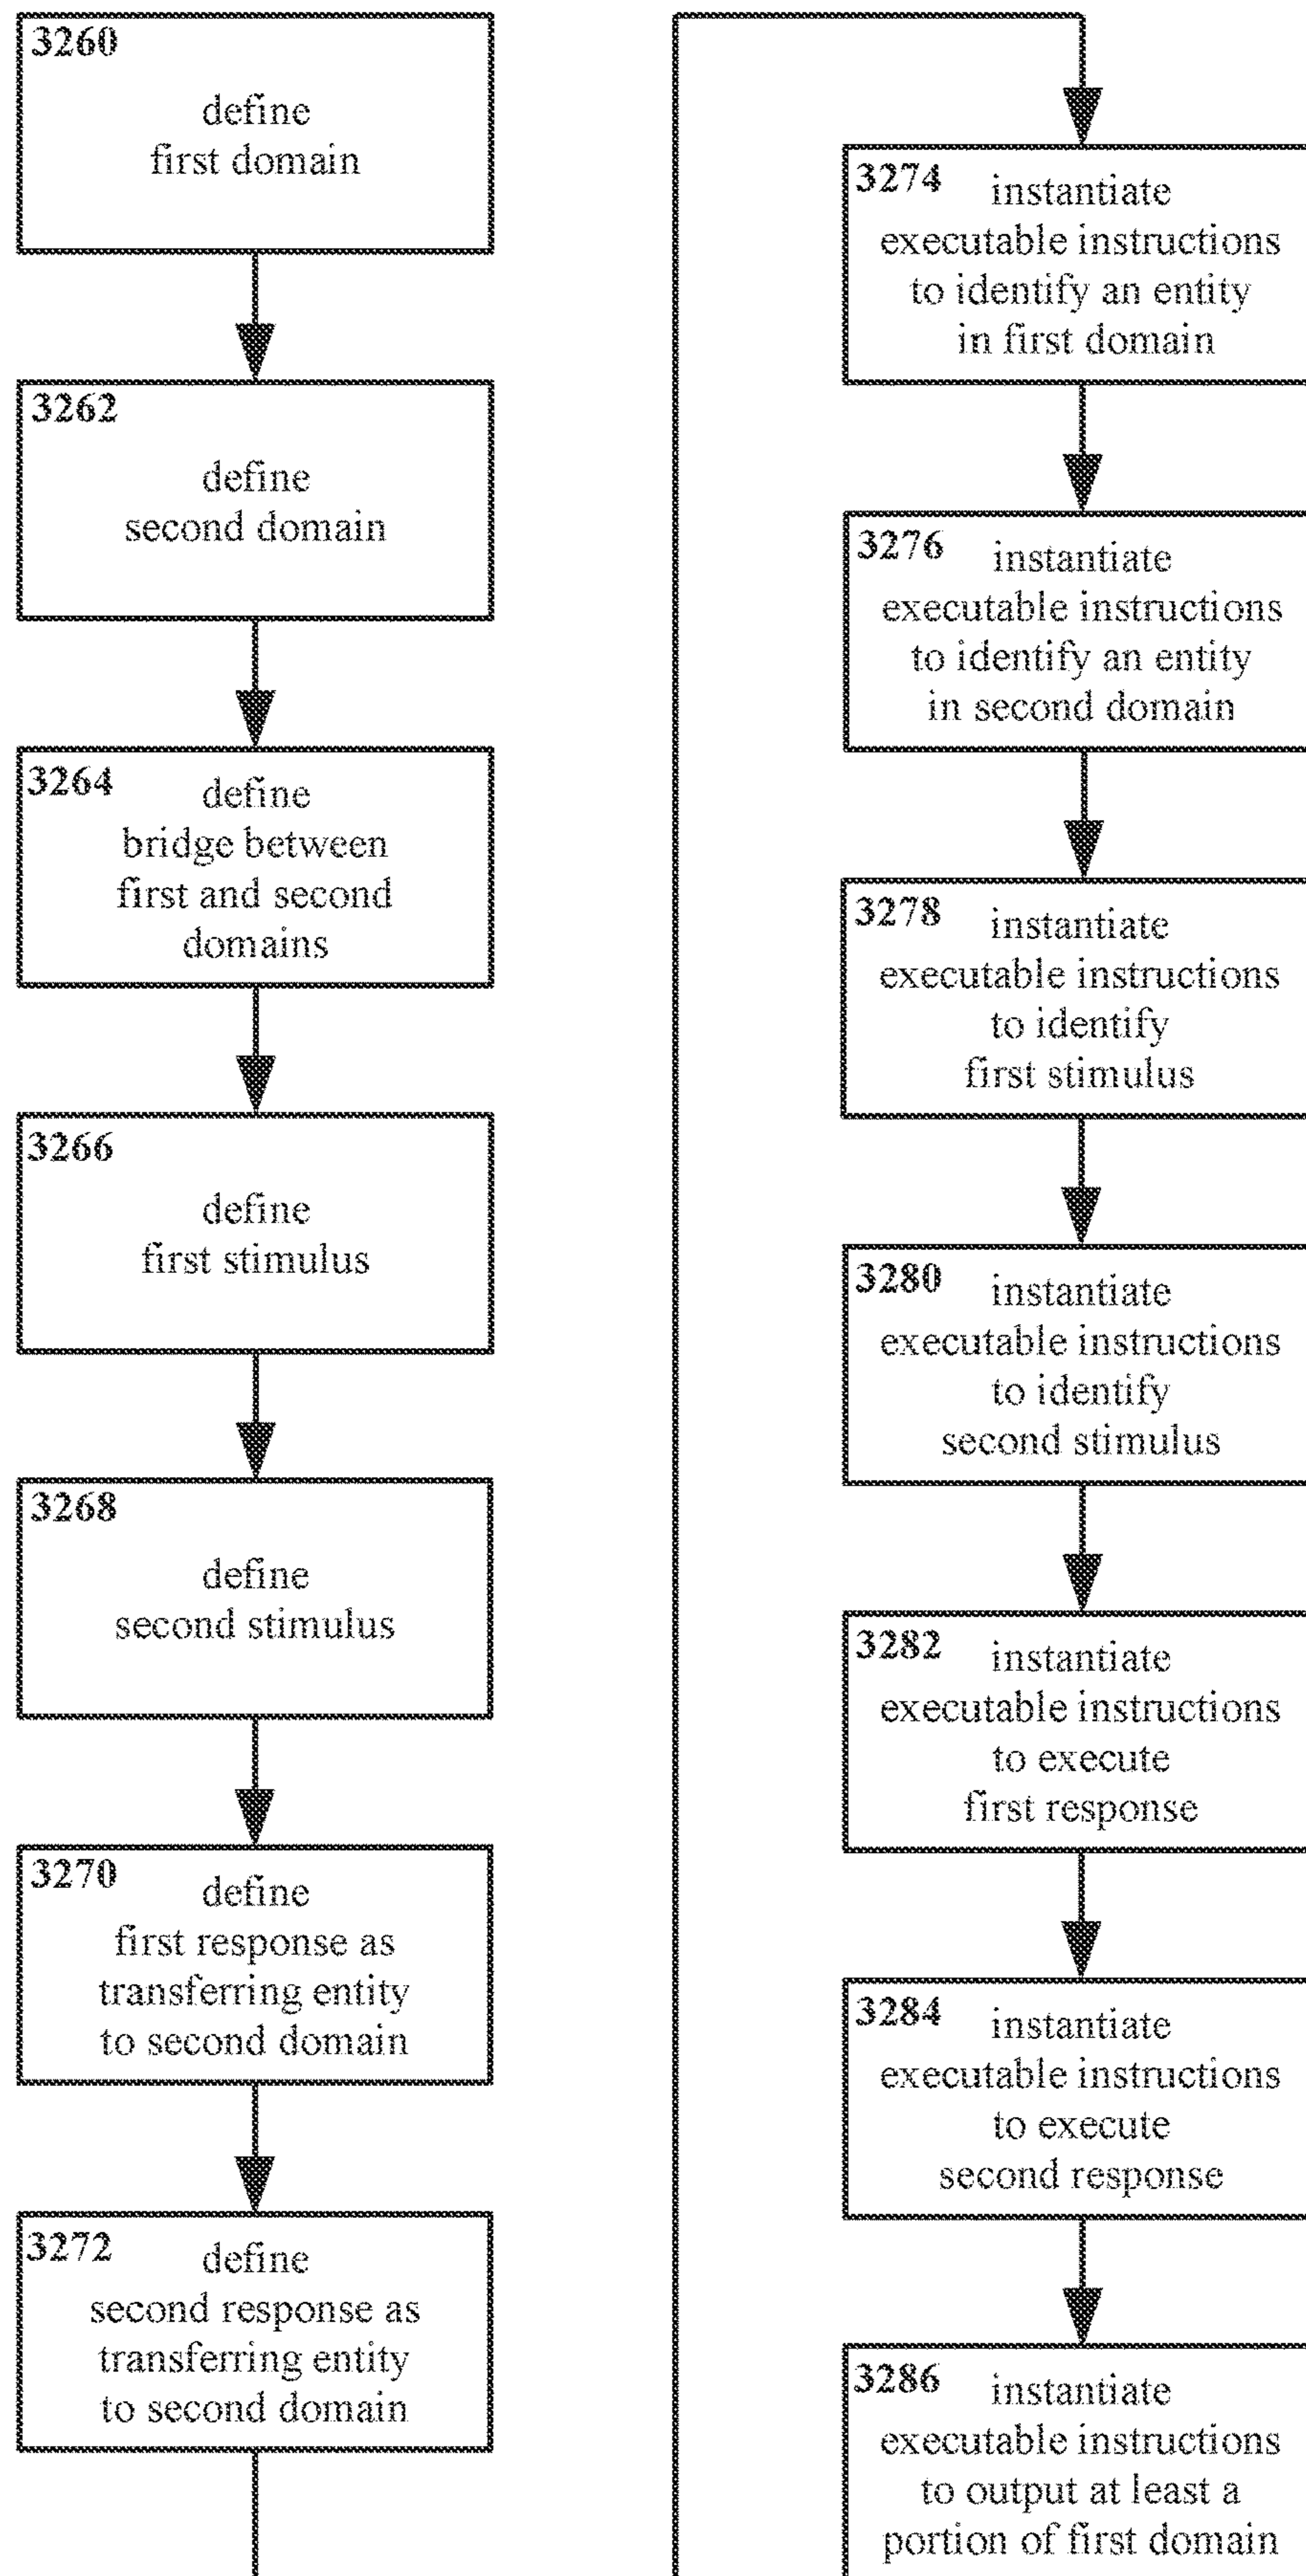 3260
define
first domain
3262
define
second domain
3264
define
bridge between
first and second
domains
3266
define
first stimulus
3268
define
second stimulus
3270
define
first response as
transferring entity
to second domain
3272
define
second response as
transferring entity
to second domain
3274 instantiate
executable instructions
to identify an entity
in first domain
3276 instantiate
executable instructions
to identify an entity
in second domain
3278 instantiate
executable instructions
to identify
first stimulus
3280 instantiate
executable instructions
to identify
second stimulus
3282 instantiate
executable instructions
to execute
first response
3284 instantiate
executable instructions
to execute
second response
3286 instantiate
executable instructions
to output at least a
portion of first domain